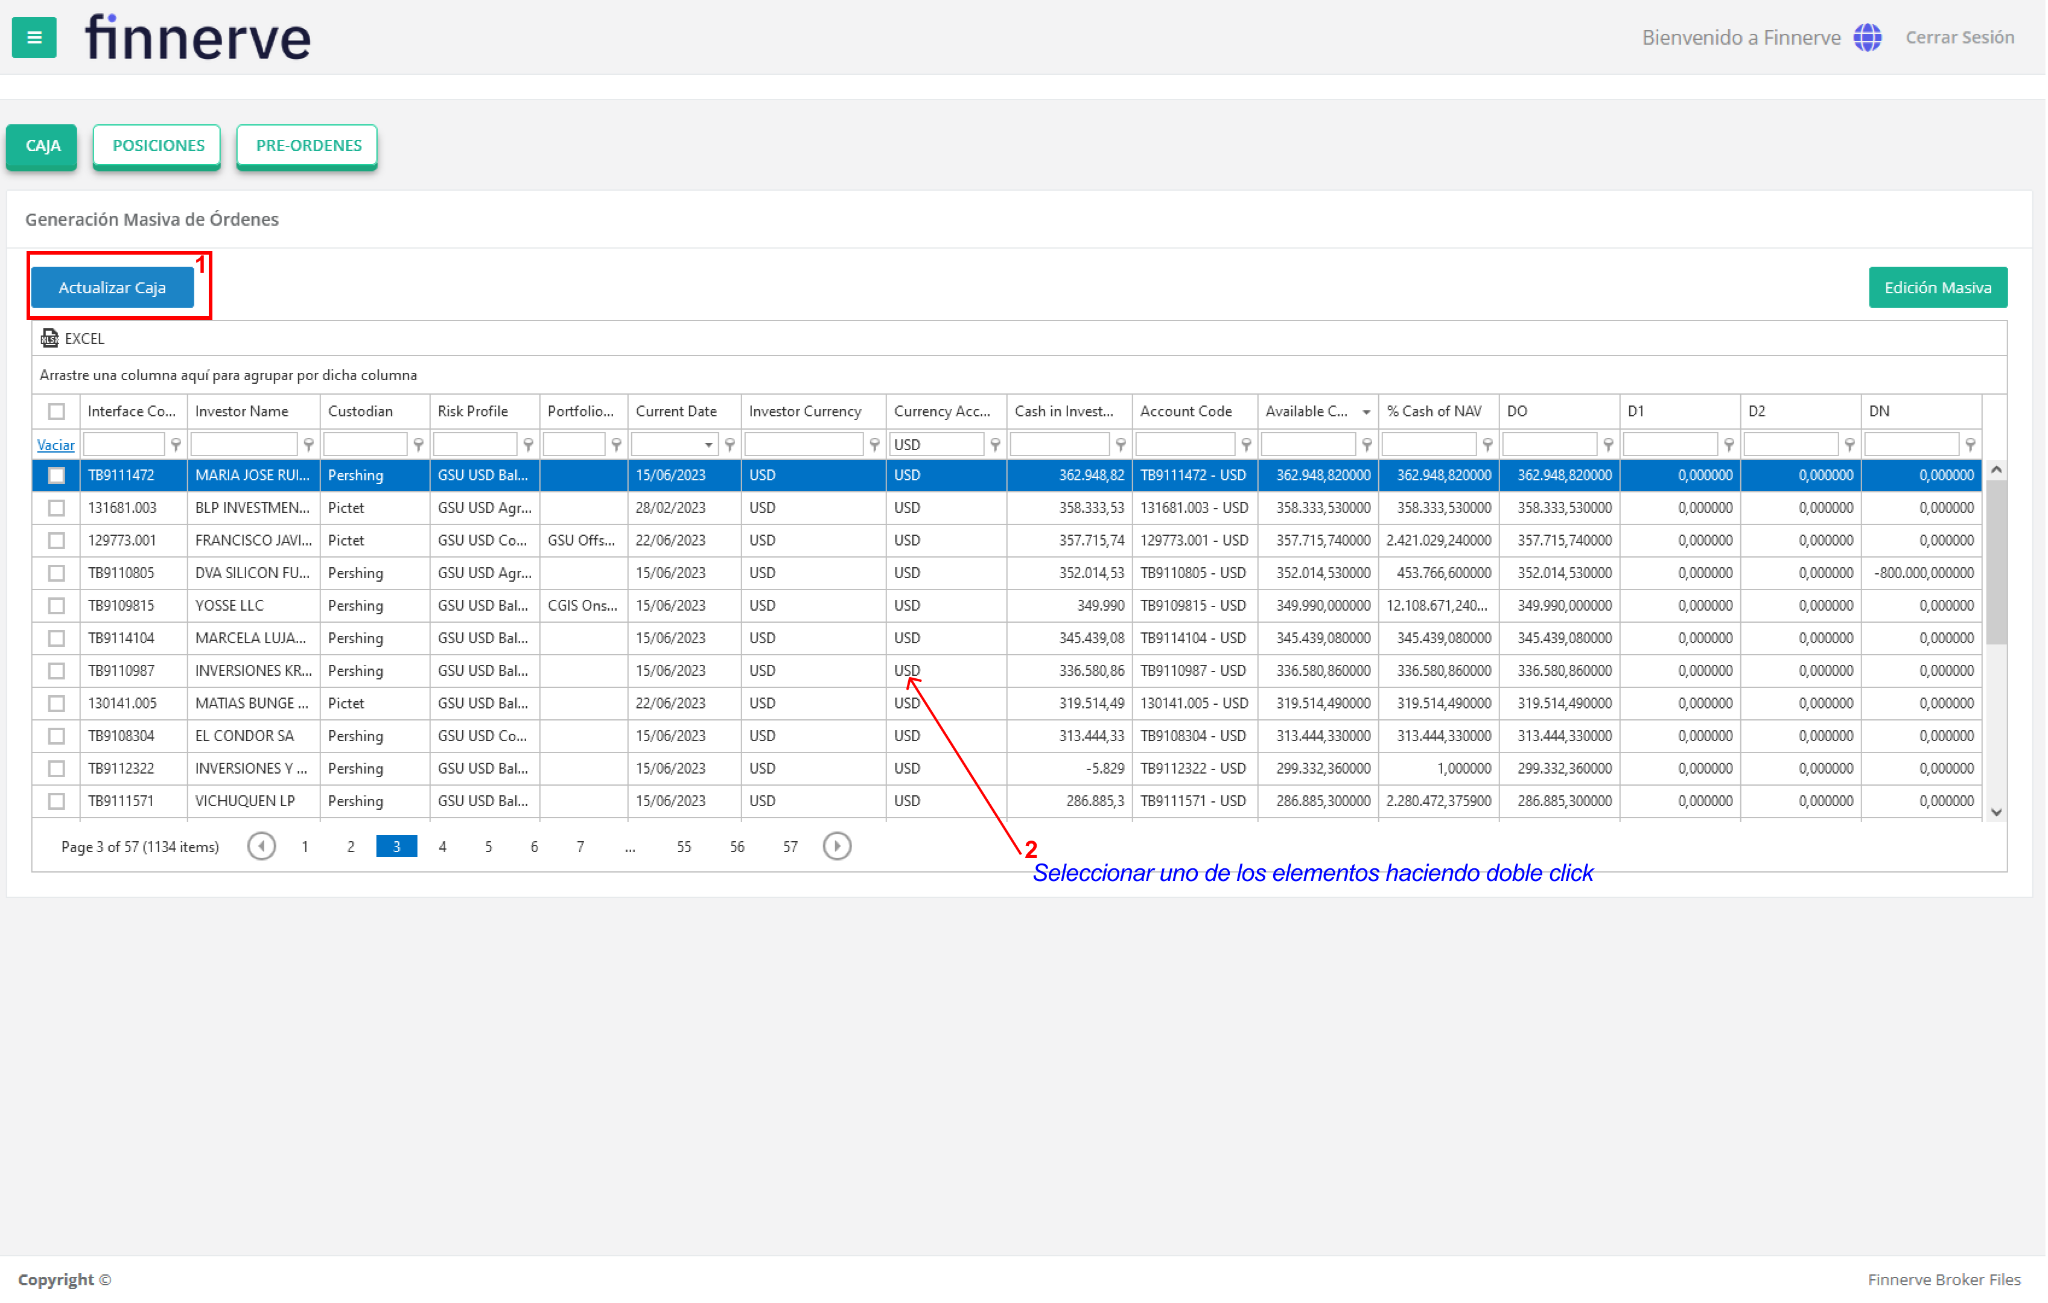 finnerve
Bienvenido a Finnerve Cerrar Sesión
CAJA POSICIONES PRE-ORDENES
Generación Masiva de Órdenes
1
Actualizar Caja Edición Masiva
XLSX EXCEL
Arrastre una columna aquí para agrupar por dicha columna
Interface Co... Investor Name Custodian Risk Profile Portfolio... Current Date Investor Currency Currency Acc... Cash in Invest... Account Code Available C... % Cash of NAV DO D1 D2 DN
Vaciar USD
TB9111472 MARIA JOSE RUI... Pershing GSU USD Bal... 15/06/2023 USD USD 362.948,82 TB9111472 - USD 362.948,820000 362.948,820000 362.948,820000 0,000000 0,000000 0,000000
131681.003 BLP INVESTMEN... Pictet GSU USD Agr... 28/02/2023 USD USD 358.333,53 131681.003 - USD 358.333,530000 358.333,530000 358.333,530000 0,000000 0,000000 0,000000
129773.001 FRANCISCO JAVI... Pictet GSU USD Co... GSU Offs... 22/06/2023 USD USD 357.715,74 129773.001 - USD 357.715,740000 2.421.029,240000 357.715,740000 0,000000 0,000000 0,000000
TB9110805 DVA SILICON FU... Pershing GSU USD Agr... 15/06/2023 USD USD 352.014,53 TB9110805 - USD 352.014,530000 453.766,600000 352.014,530000 0,000000 0,000000 -800.000,000000
TB9109815 YOSSE LLC Pershing GSU USD Bal... CGIS Ons... 15/06/2023 USD USD 349.990 TB9109815 - USD 349.990,000000 12.108.671,240... 349.990,000000 0,000000 0,000000 0,000000
TB9114104 MARCELA LUJA... Pershing GSU USD Bal... 15/06/2023 USD USD 345.439,08 TB9114104 - USD 345.439,080000 345.439,080000 345.439,080000 0,000000 0,000000 0,000000
TB9110987 INVERSIONES KR... Pershing GSU USD Bal... 15/06/2023 USD USD 336.580,86 TB9110987 - USD 336.580,860000 336.580,860000 336.580,860000 0,000000 0,000000 0,000000
130141.005 MATIAS BUNGE ... Pictet GSU USD Bal... 22/06/2023 USD USD 319.514,49 130141.005 - USD 319.514,490000 319.514,490000 319.514,490000 0,000000 0,000000 0,000000
TB9108304 EL CONDOR SA Pershing GSU USD Co... 15/06/2023 USD USD 313.444,33 TB9108304 - USD 313.444,330000 313.444,330000 313.444,330000 0,000000 0,000000 0,000000
TB9112322 INVERSIONES Y ... Pershing GSU USD Bal... 15/06/2023 USD USD -5.829 TB9112322 - USD 299.332,360000 1,000000 299.332,360000 0,000000 0,000000 0,000000
TB9111571 VICHUQUEN LP Pershing GSU USD Bal... 15/06/2023 USD USD 286.885,3 TB9111571 - USD 286.885,300000 2.280.472,375900 286.885,300000 0,000000 0,000000 0,000000
Page 3 of 57 (1134 items) 1 2 3 4 5 6 7 ... 55 56 57
2
Seleccionar uno de los elementos haciendo doble click
Copyright © Finnerve Broker Files